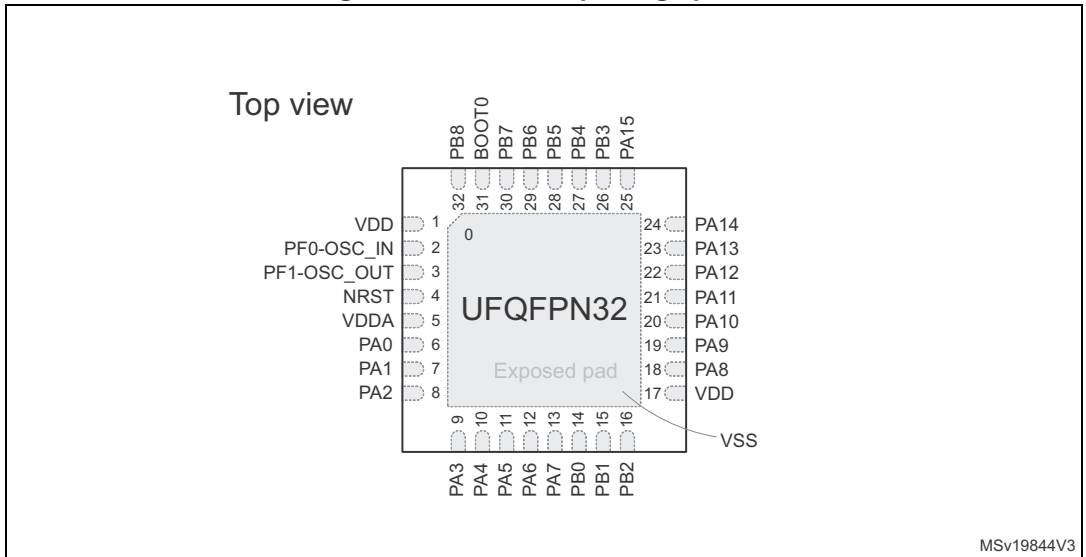 Top view
PB8
BOOT0
PB7
PB6
PB5
PB4
PB3
PA15
32
31
30
29
28
27
26
25
VDD 1
PF0-OSC_IN 2
PF1-OSC_OUT 3
NRST 4
VDDA 5
PA0 6
PA1 7
PA2 8
0
UFQFPN32
Exposed pad
24 PA14
23 PA13
22 PA12
21 PA11
20 PA10
19 PA9
18 PA8
17 VDD
VSS
9
10
11
12
13
14
15
16
PA3
PA4
PA5
PA6
PA7
PB0
PB1
PB2
MSv19844V3